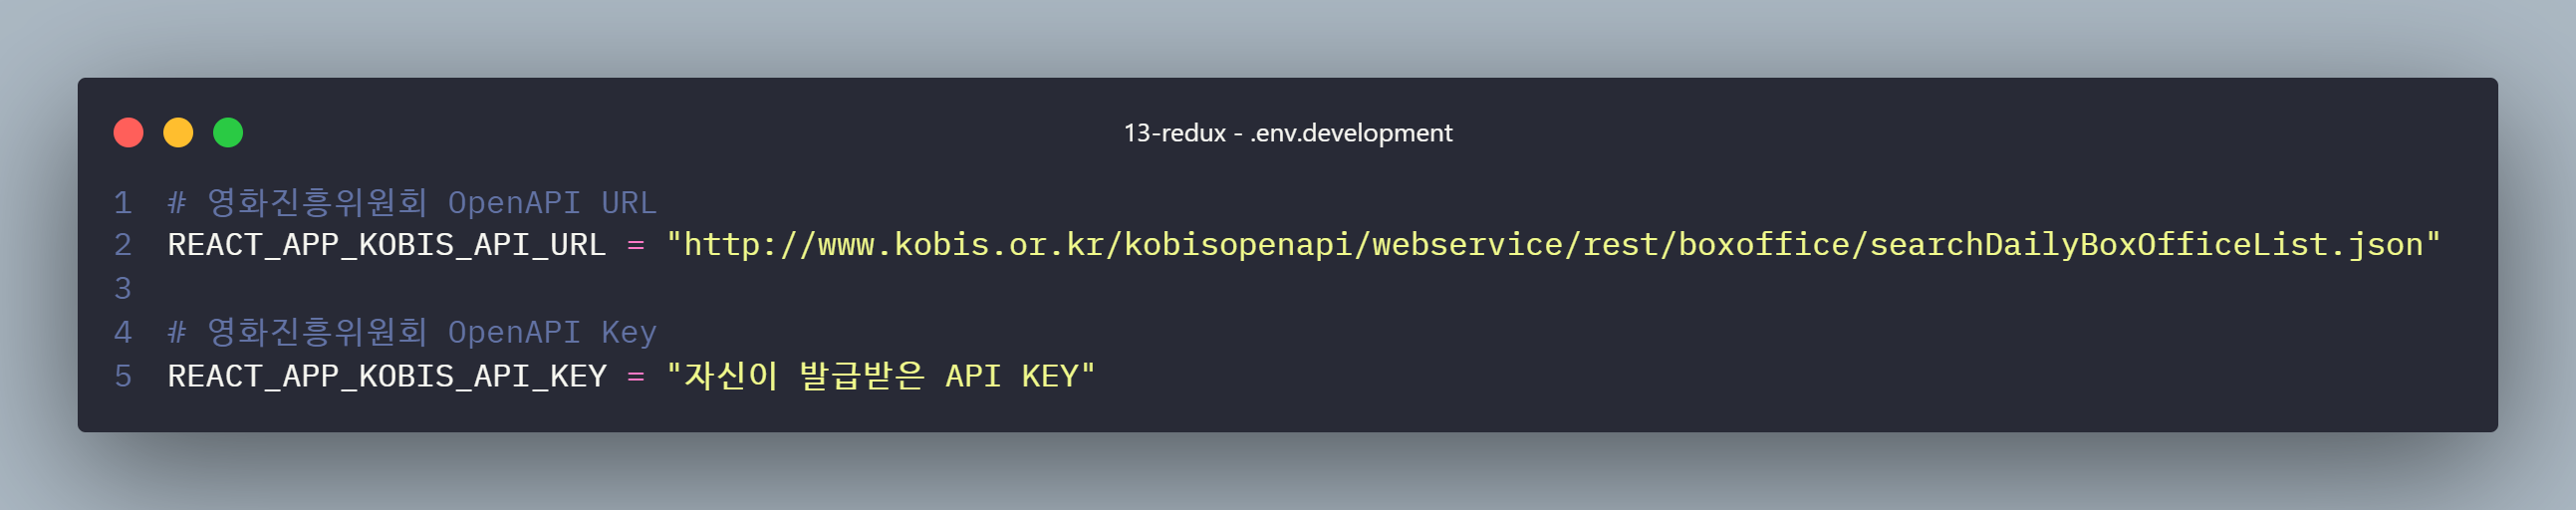 13-redux - .env.development
1 # 영화진흥위원회 OpenAPI URL
2 REACT_APP_KOBIS_API_URL = "http://www.kobis.or.kr/kobisopenapi/webservice/rest/boxoffice/searchDailyBoxOfficeList.json"
3
4 # 영화진흥위원회 OpenAPI Key
5 REACT_APP_KOBIS_API_KEY = "자신이 발급받은 API KEY"